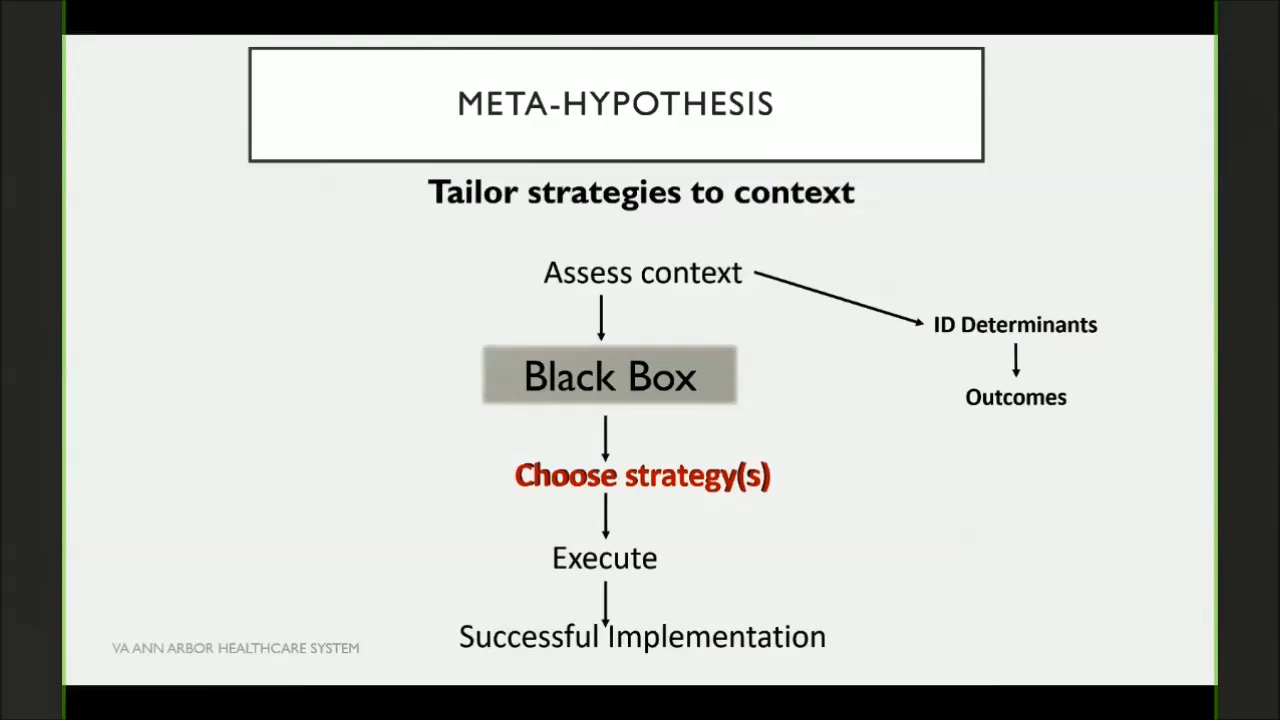 META-HYPOTHESIS
Tailor strategies to context
Assess context
ID Determinants
Black Box
Outcomes
Choose strategy(s)
Execute
Successful Implementation
VA ANN ARBOR HEALTHCARE SYSTEM